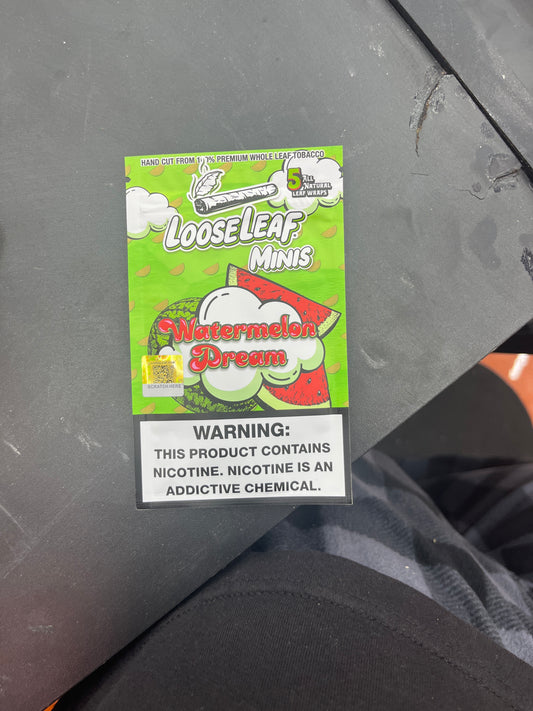 HAND CUT FROM 100% PREMIUM WHOLE LEAF TOBACCO
5 ALL
NATURAL
LEAF WRAPS
LOOSELEAF
MINIS
Watermelon
Dream
SCRATCH HERE
WARNING:
THIS PRODUCT CONTAINS
NICOTINE. NICOTINE IS AN
ADDICTIVE CHEMICAL.